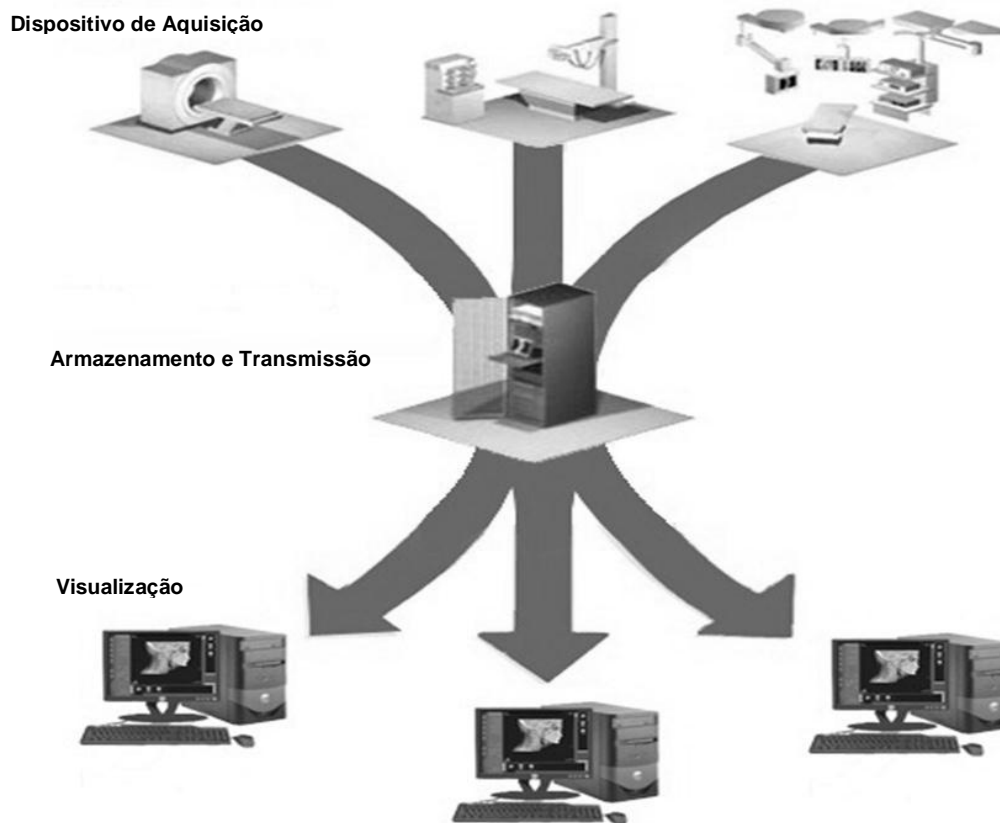 Dispositivo de Aquisição
Armazenamento e Transmissão
Visualização